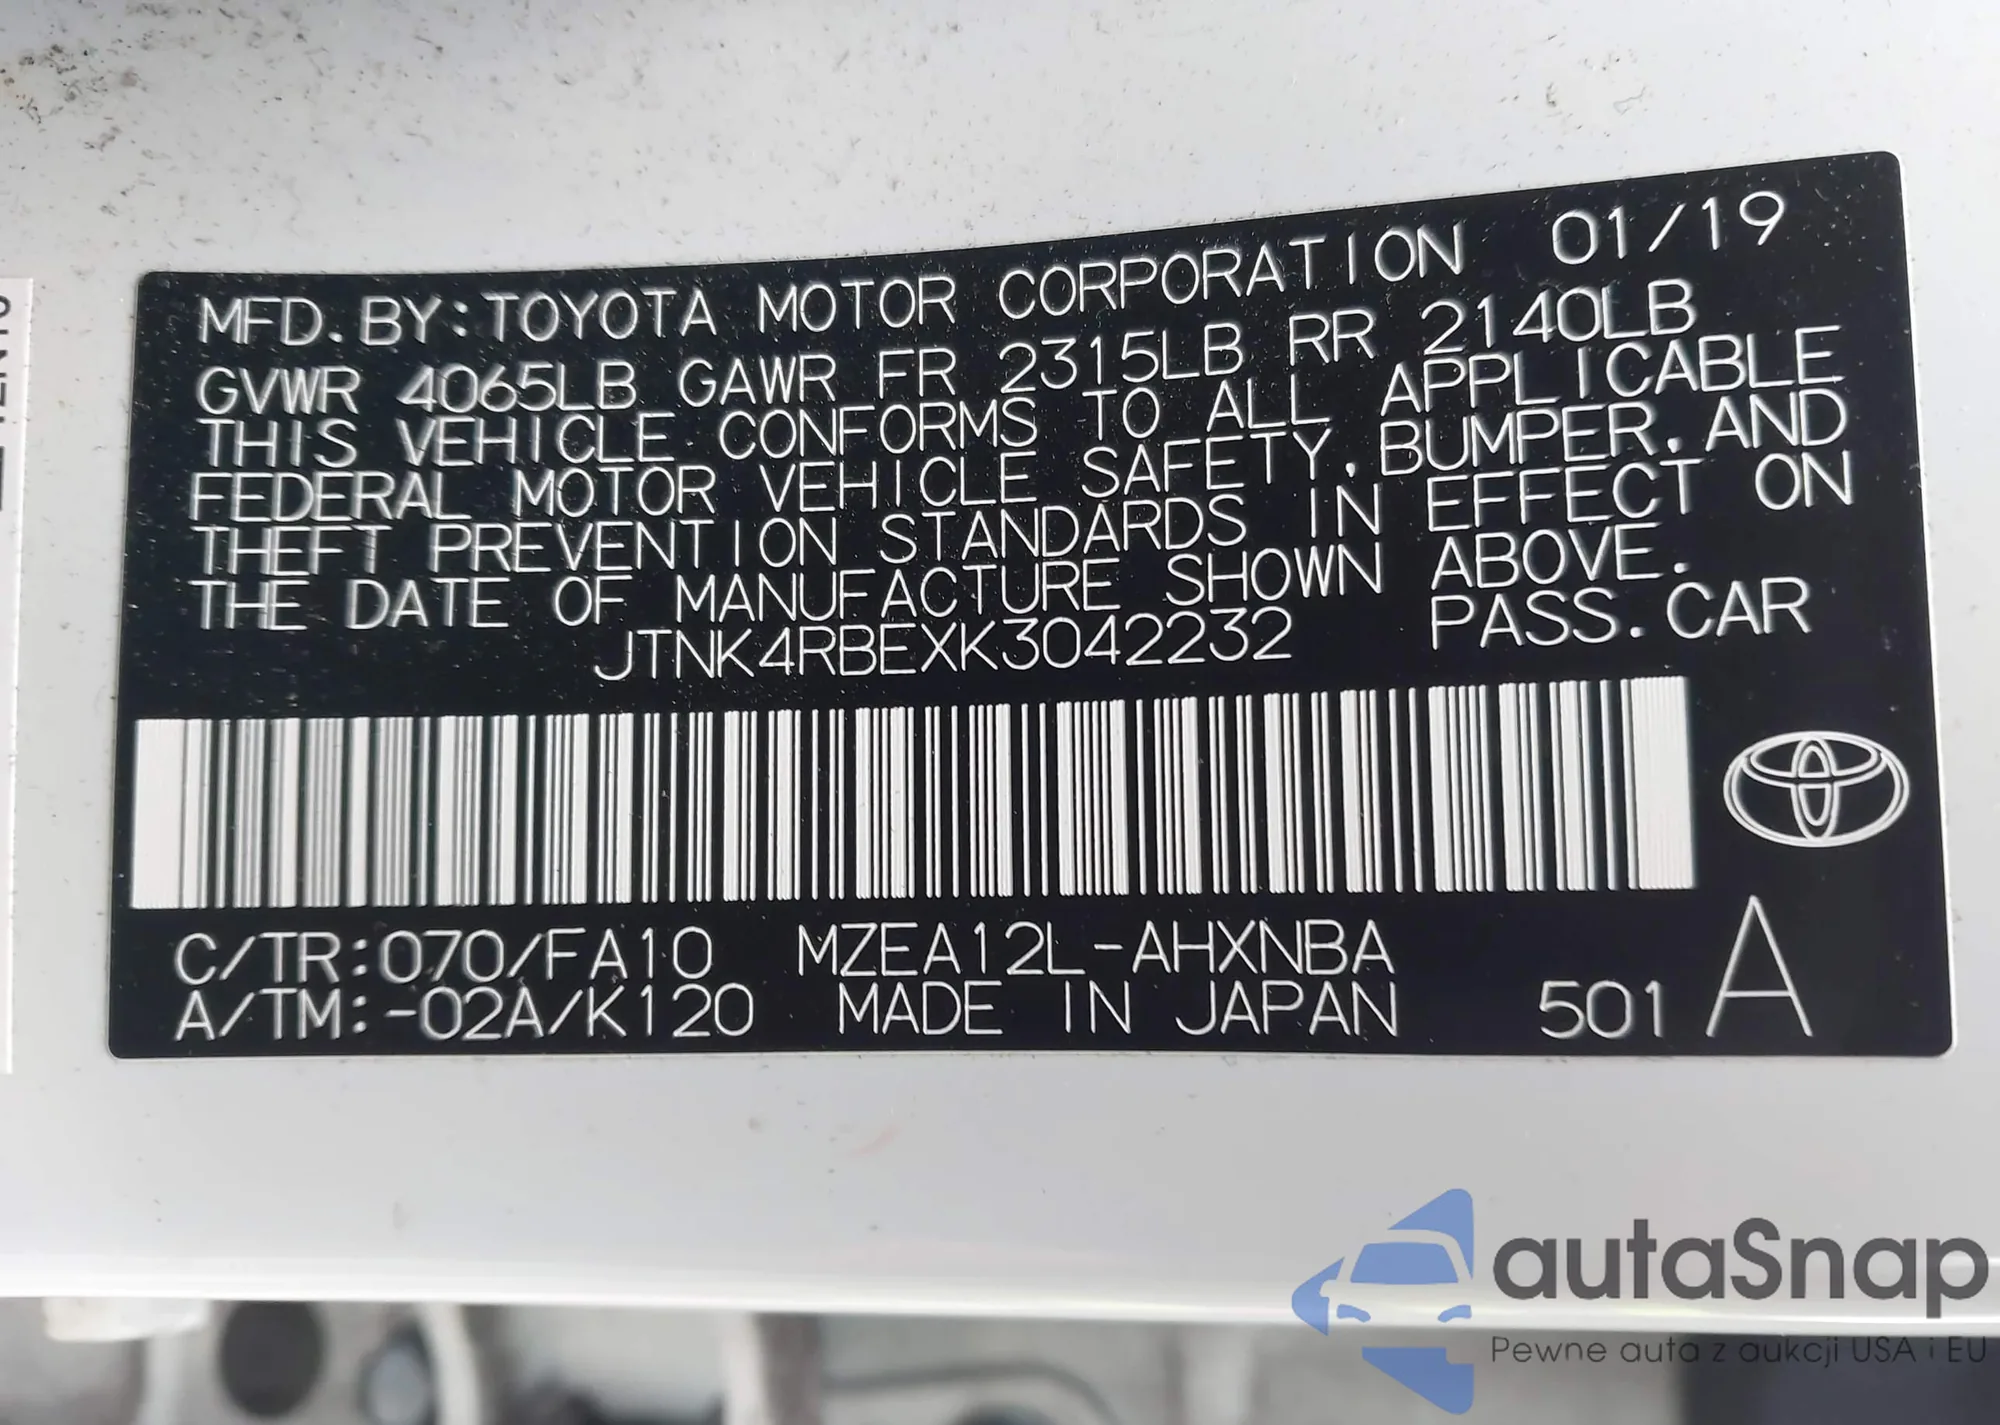 MFD. BY: TOYOTA MOTOR CORPORATION 01/19
GVWR 4065LB GAWR FR 2315LB RR 2140LB
THIS VEHICLE CONFORMS TO ALL APPLICABLE
FEDERAL MOTOR VEHICLE SAFETY, BUMPER, AND
THEFT PREVENTION STANDARDS IN EFFECT ON
THE DATE OF MANUFACTURE SHOWN ABOVE.
JTNK4RBEXK3042232 PASS. CAR
C/TR: 070/FA10 MZEA12L-AHXNBA
A/TM: -02A/K120 MADE IN JAPAN 501 A
autaSnap
Pewne auta z aukcji USA i EU